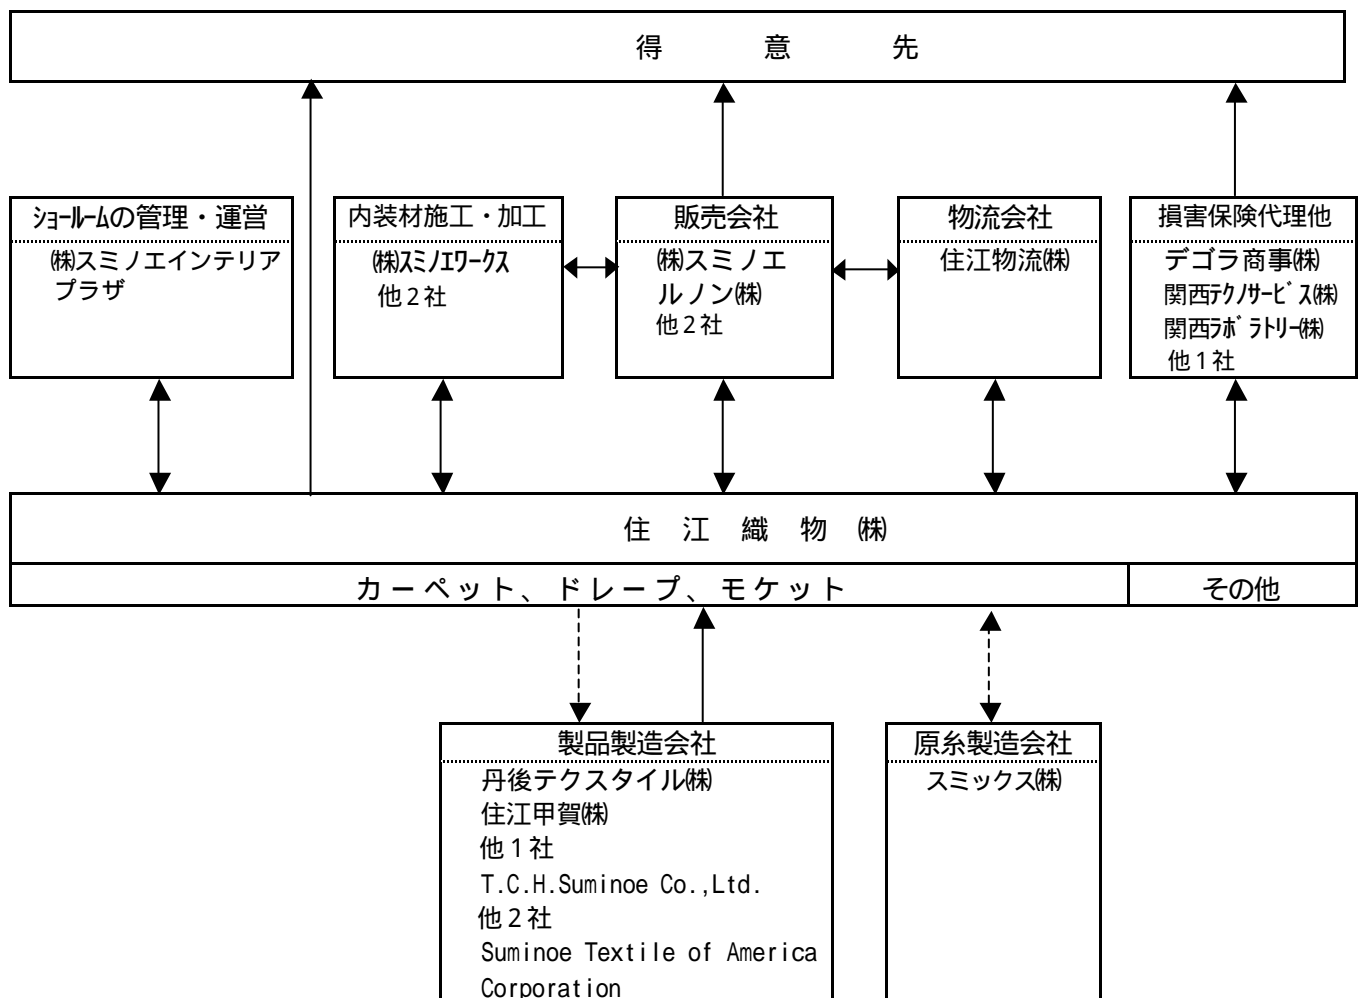 得 意 先
ｼｮｰﾙｰﾑの管理・運営
㈱スミノエインテリア
プラザ
内装材施工・加工
㈱ｽﾐﾉｴﾜｰｸｽ
他２社
販売会社
㈱スミノエ
ルノン㈱
他２社
物流会社
住江物流㈱
損害保険代理他
デゴラ商事㈱
関西ﾃｸﾉｻｰﾋﾞｽ㈱
関西ﾗﾎﾞﾗﾄﾘｰ㈱
他１社
住 江 織 物 ㈱
カーペット、ドレープ、モケット
その他
製品製造会社
丹後テクスタイル㈱
住江甲賀㈱
他１社
T.C.H.Suminoe Co.,Ltd.
他２社
Suminoe Textile of America
Corporation
原糸製造会社
スミックス㈱